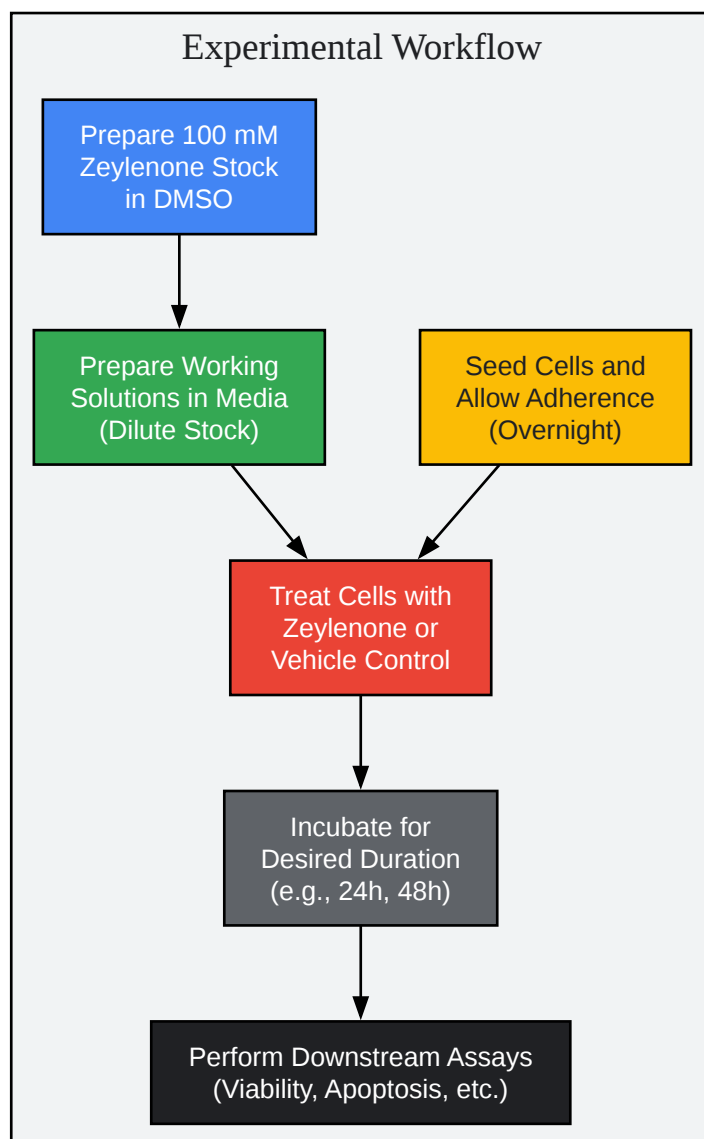 Experimental Workflow
Prepare 100 mM
Zeylenone Stock
in DMSO
Prepare Working
Solutions in Media
(Dilute Stock)
Seed Cells and
Allow Adherence
(Overnight)
Treat Cells with
Zeylenone or
Vehicle Control
Incubate for
Desired Duration
(e.g., 24h, 48h)
Perform Downstream Assays
(Viability, Apoptosis, etc.)